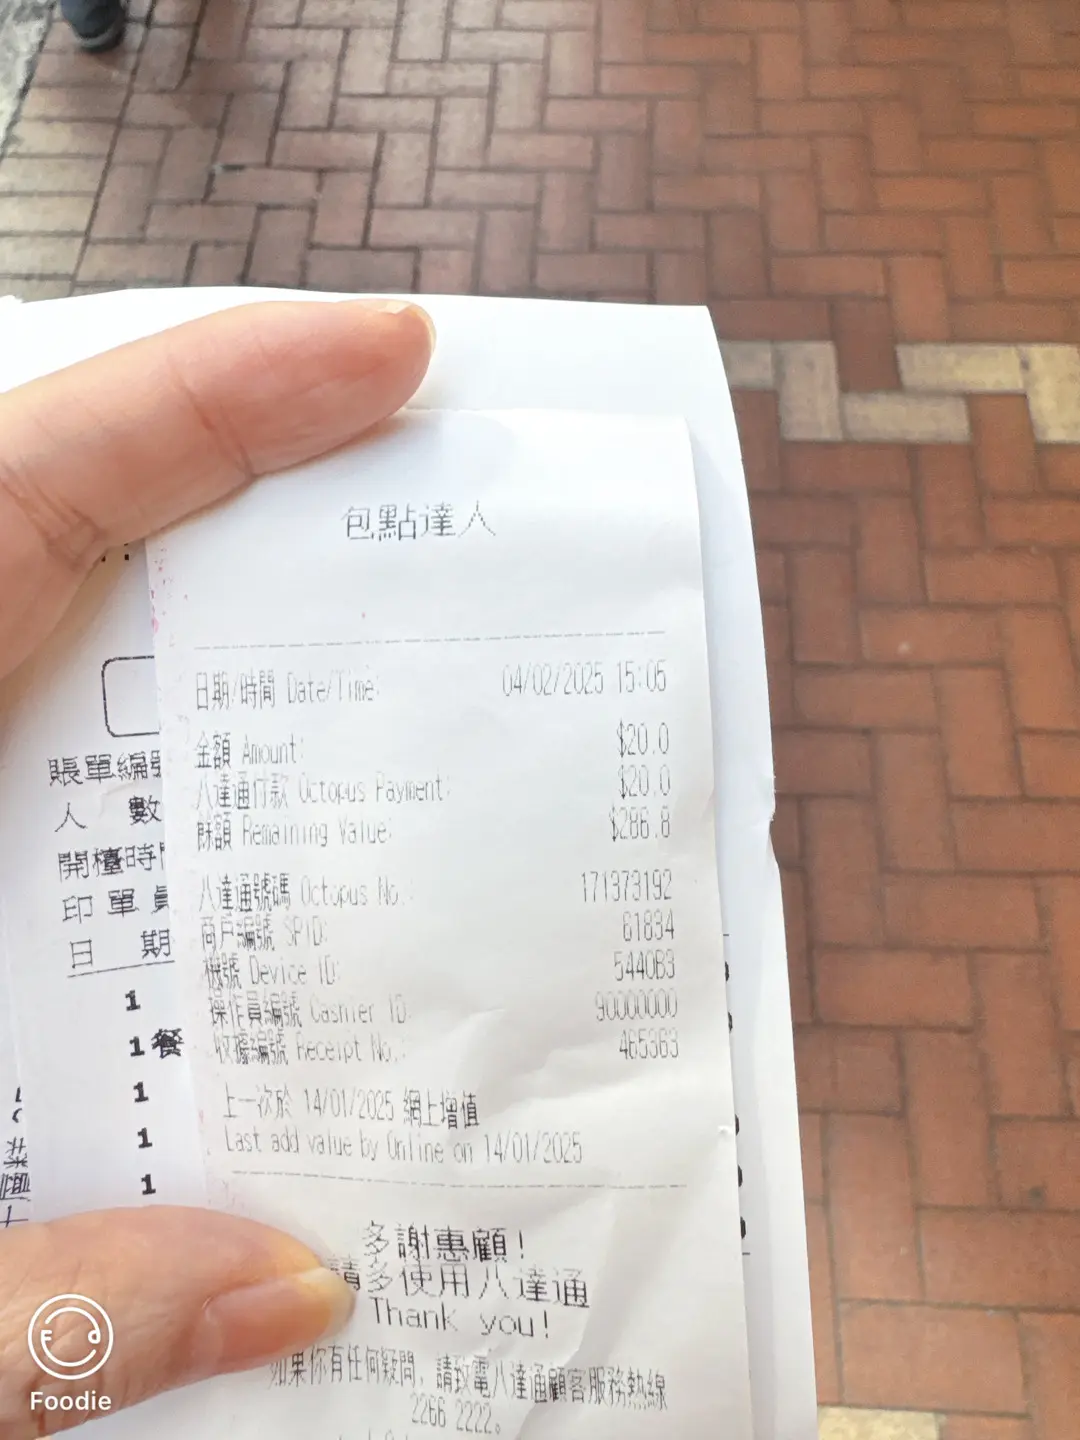 包點達人
日期/時間 Date/Time: 04/02/2025 15:05
金額 Amount: $20.0
八達通付款 Octopus Payment: $20.0
餘額 Remaining Value: $286.8
八達通號碼 Octopus No.: 171373192
商戶編號 SPID: 61834
機號 Device ID: 5440B3
操作員編號 Cashier ID: 90000000
收據編號 Receipt No.: 465363
上一次於 14/01/2025 網上增值
Last add value by Online on 14/01/2025
多謝惠顧!
請多使用八達通
Thank you!
如果你有任何疑問, 請致電八達通顧客服務熱線
2266 2222。
賬單編號
人 數
開檯時間
印單員
日 期
1
1 餐
1
1
1
Foodie